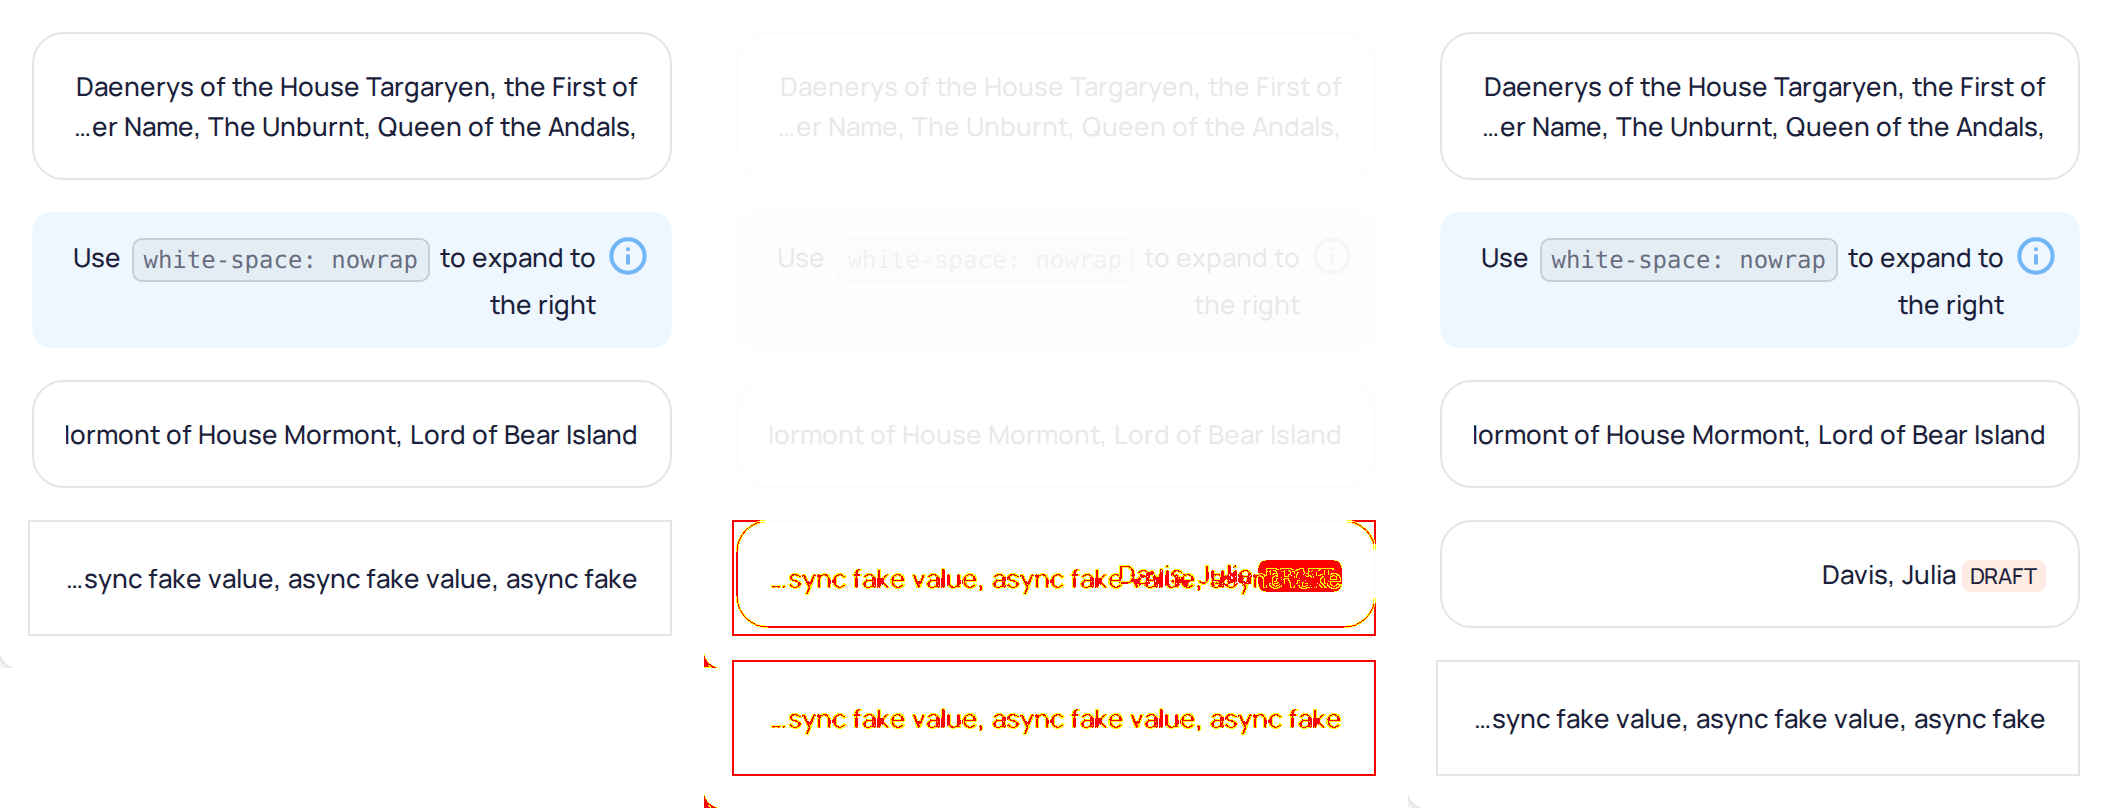 Daenerys of the House Targaryen, the First of
...er Name, The Unburnt, Queen of the Andals,
Use white-space: nowrap to expand to
the right
lormont of House Mormont, Lord of Bear Island
...sync fake value, async fake value, async fake
Daenerys of the House Targaryen, the First of
...er Name, The Unburnt, Queen of the Andals,
Use white-space: nowrap to expand to
the right
lormont of House Mormont, Lord of Bear Island
...sync fake value, async fake value, async fake
Davis, Julia DRAFT
...sync fake value, async fake value, async fake
Daenerys of the House Targaryen, the First of
...er Name, The Unburnt, Queen of the Andals,
Use white-space: nowrap to expand to
the right
lormont of House Mormont, Lord of Bear Island
Davis, Julia DRAFT
...sync fake value, async fake value, async fake